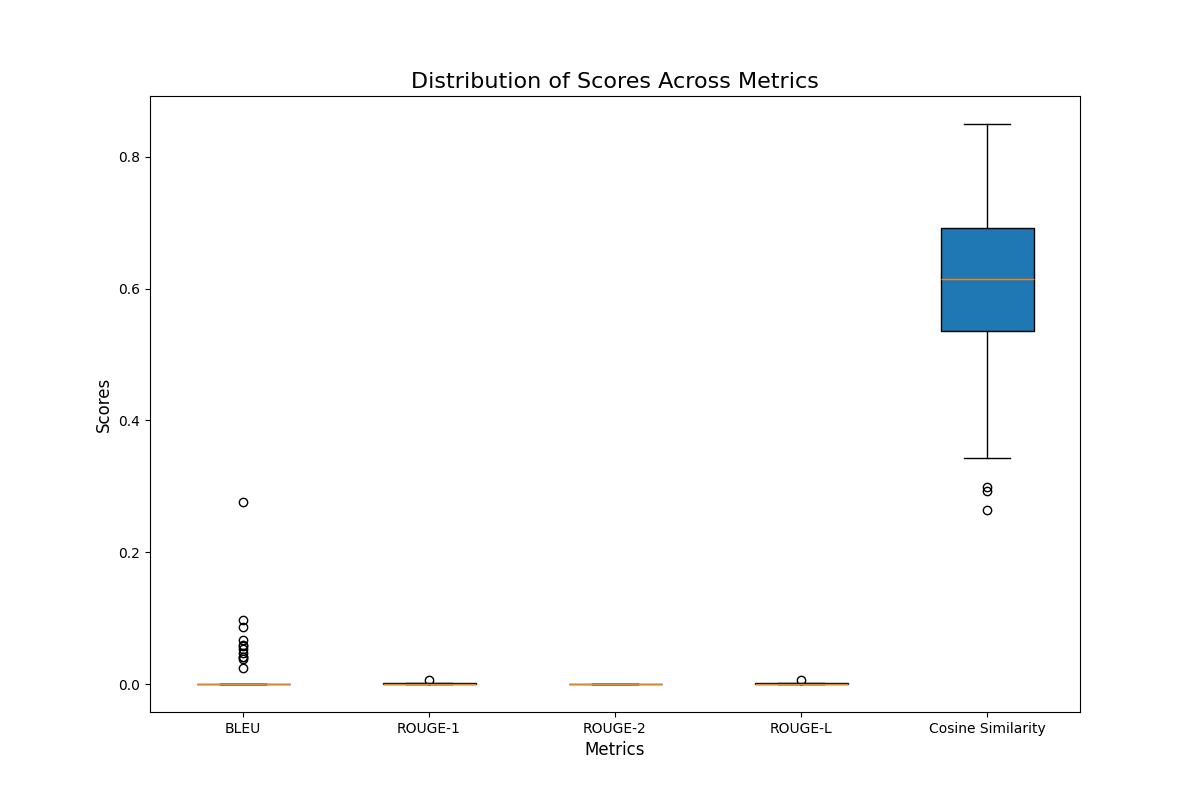 Distribution of Scores Across Metrics
Scores
0.8
0.6
0.4
0.2
0.0
BLEU
ROUGE-1
ROUGE-2
ROUGE-L
Cosine Similarity
Metrics